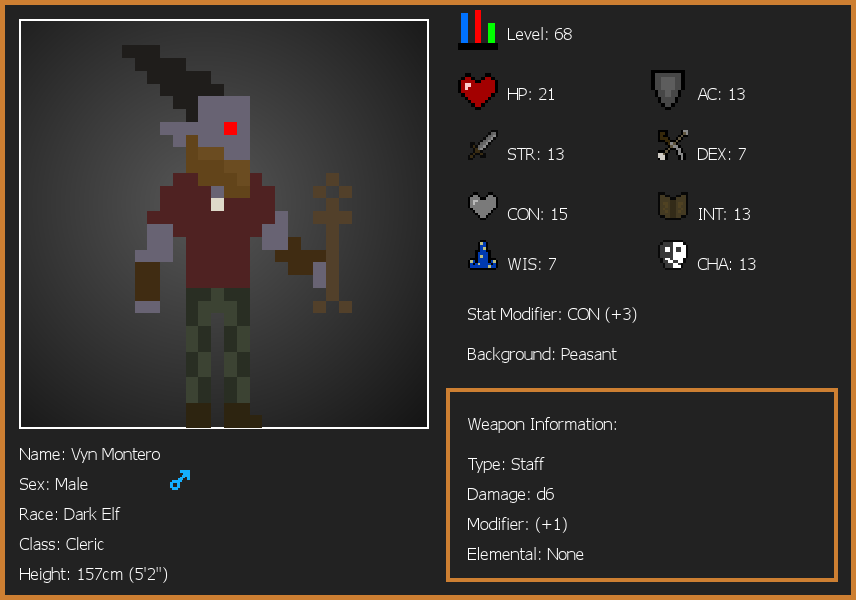 Level: 68
HP: 21
AC: 13
STR: 13
DEX: 7
CON: 15
INT: 13
WIS: 7
CHA: 13
Stat Modifier: CON (+3)
Background: Peasant
Weapon Information:
Type: Staff
Damage: d6
Modifier: (+1)
Elemental: None
Name: Vyn Montero
Sex: Male
Race: Dark Elf
Class: Cleric
Height: 157cm (5'2")